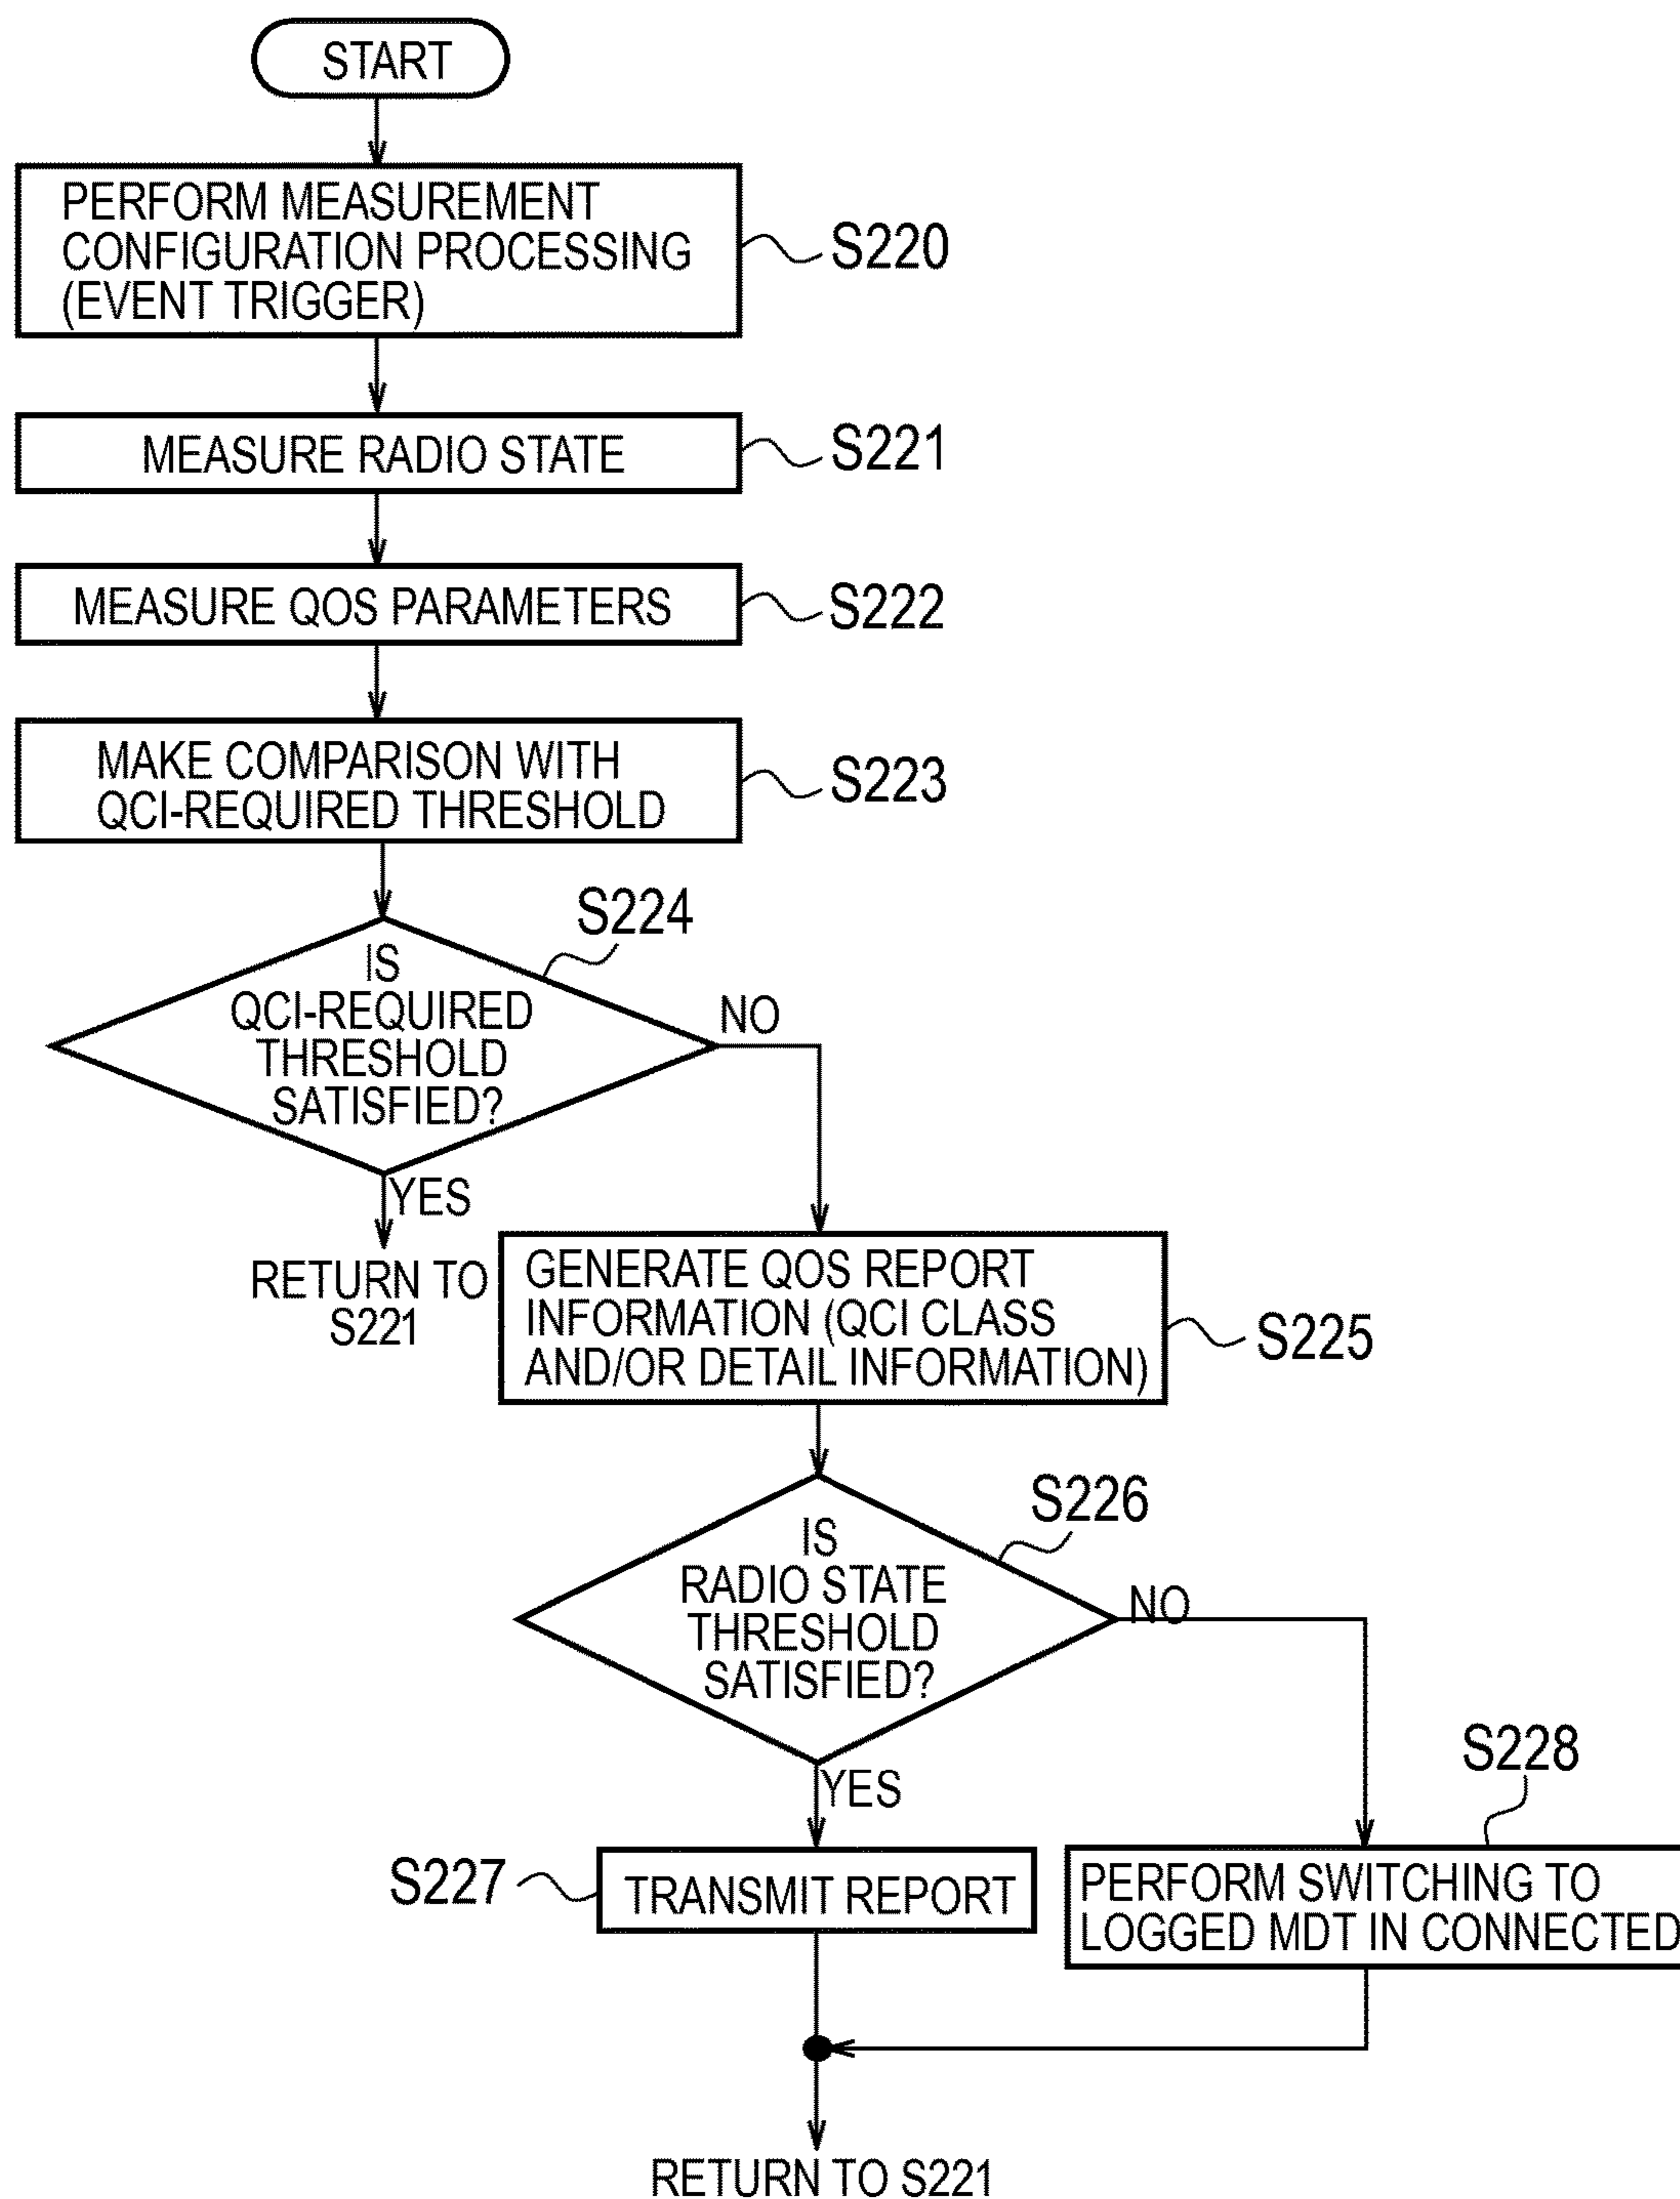 START
PERFORM MEASUREMENT
CONFIGURATION PROCESSING
(EVENT TRIGGER)
S220
MEASURE RADIO STATE
S221
MEASURE QOS PARAMETERS
S222
MAKE COMPARISON WITH
QCI-REQUIRED THRESHOLD
S223
S224
IS
QCI-REQUIRED
THRESHOLD
SATISFIED?
NO
YES
RETURN TO
S221
GENERATE QOS REPORT
INFORMATION (QCI CLASS
AND/OR DETAIL INFORMATION)
S225
S226
IS
RADIO STATE
THRESHOLD
SATISFIED?
NO
YES
S227
TRANSMIT REPORT
S228
PERFORM SWITCHING TO
LOGGED MDT IN CONNECTED
RETURN TO S221